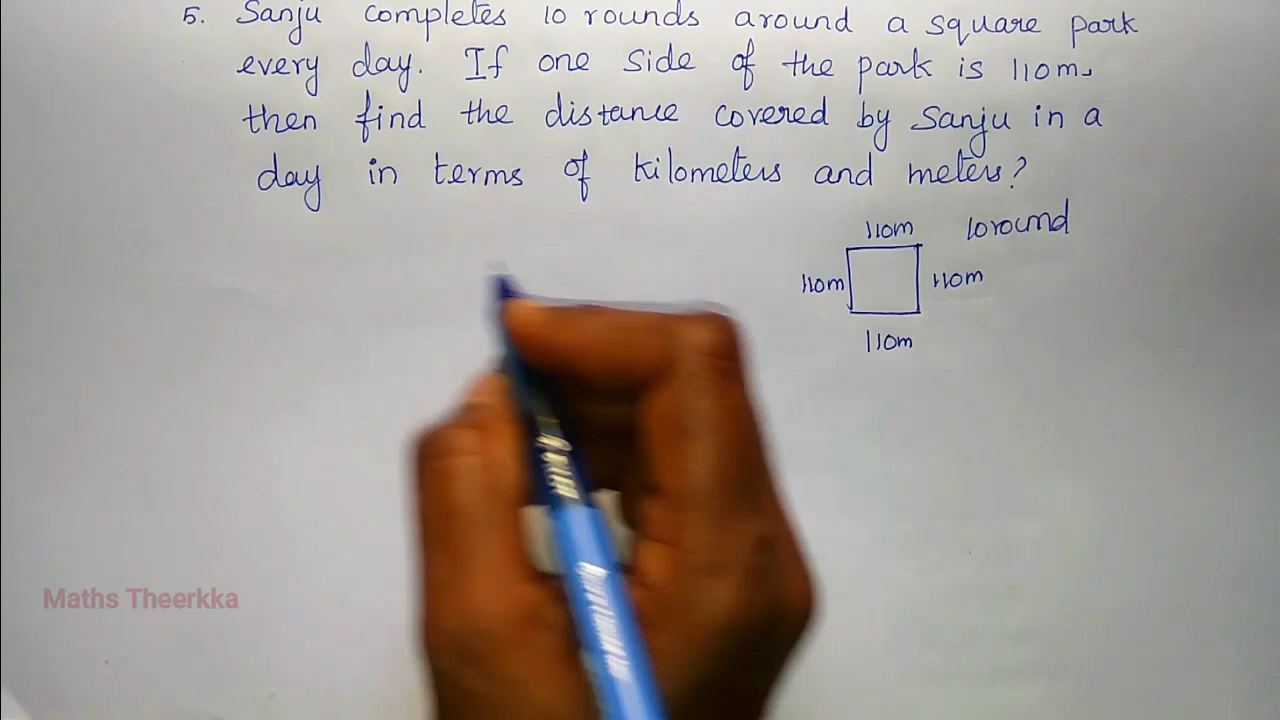 5. Sanju completes 10 rounds around a square park
every day. If one side of the park is 110m.
then find the distance covered by Sanju in a
day in terms of kilometers and meters?
110m 10round
110m 110m
110m
Maths Theerkka